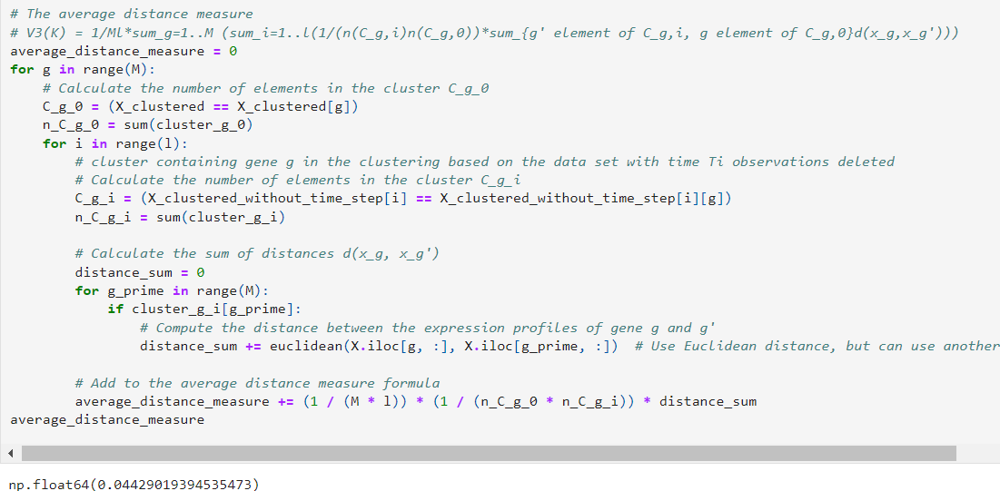 # The average distance measure
# V3(K) = 1/Ml*sum_g=1..M (sum_i=1..l(1/(n(C_g,i)n(C_g,0))*sum_{g' element of C_g,i, g element of C_g,0}d(x_g,x_g')))
average_distance_measure = 0
for g in range(M):
    # Calculate the number of elements in the cluster C_g_0
    C_g_0 = (X_clustered == X_clustered[g])
    n_C_g_0 = sum(cluster_g_0)
    for i in range(l):
        # cluster containing gene g in the clustering based on the data set with time Ti observations deleted
        # Calculate the number of elements in the cluster C_g_i
        C_g_i = (X_clustered_without_time_step[i] == X_clustered_without_time_step[i][g])
        n_C_g_i = sum(cluster_g_i)
        # Calculate the sum of distances d(x_g, x_g')
        distance_sum = 0
        for g_prime in range(M):
            if cluster_g_i[g_prime]:
                # Compute the distance between the expression profiles of gene g and g'
                distance_sum += euclidean(X.iloc[g, :], X.iloc[g_prime, :])  # Use Euclidean distance, but can use another
        # Add to the average distance measure formula
        average_distance_measure += (1 / (M * l)) * (1 / (n_C_g_0 * n_C_g_i)) * distance_sum
average_distance_measure
np.float64(0.04429019394535473)